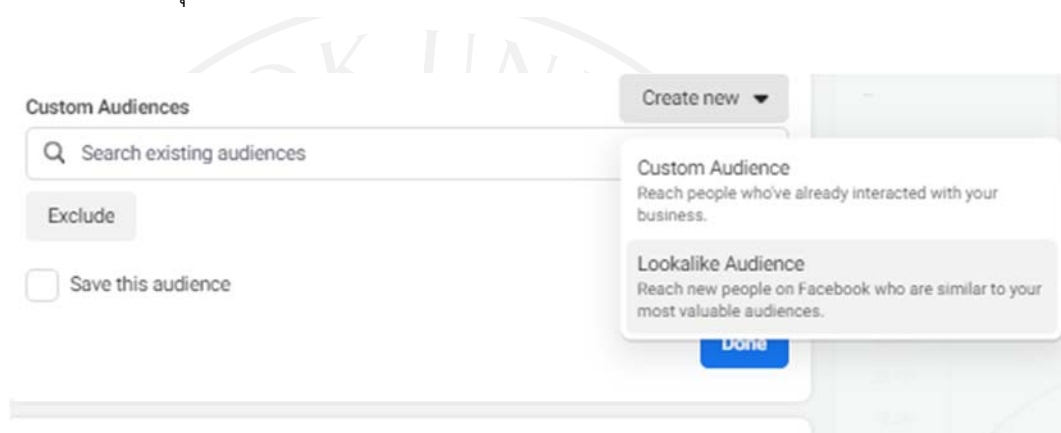 Custom Audiences
Create new
Search existing audiences
Exclude
Save this audience
Custom Audience
Reach people who've already interacted with your
business.
Lookalike Audience
Reach new people on Facebook who are similar to your
most valuable audiences.
Done